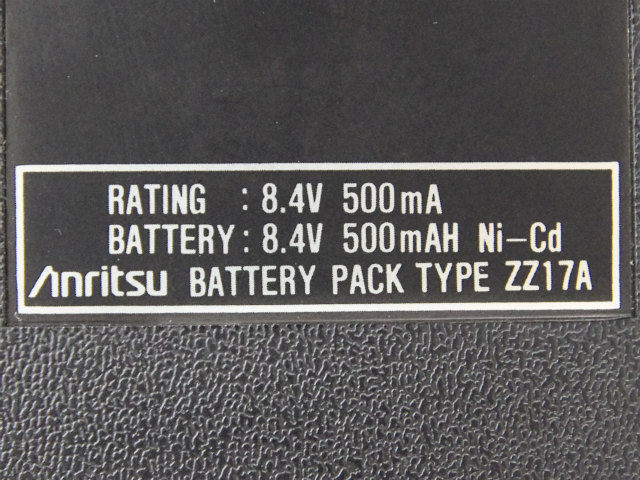 RATING : 8.4V 500mA
BATTERY : 8.4V 500mAH Ni-Cd
Anritsu BATTERY PACK TYPE ZZ17A